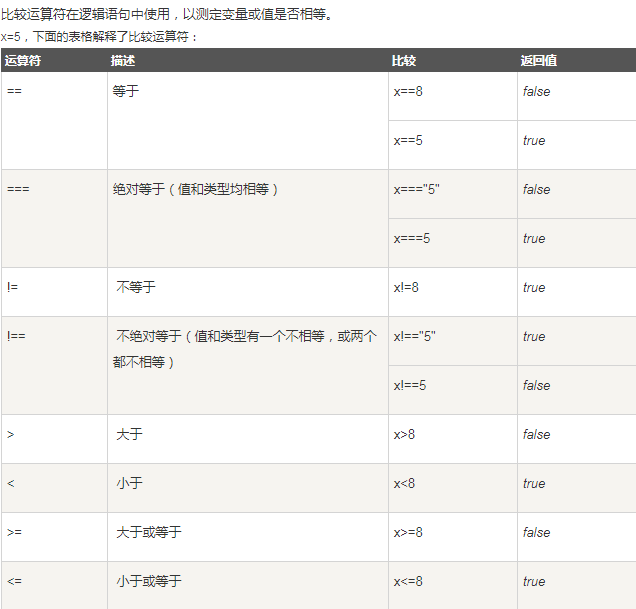 比较运算符在逻辑语句中使用，以测定变量或值是否相等。
x=5，下面的表格解释了比较运算符：
运算符 描述 比较 返回值
== 等于 x==8 false
x==5 true
=== 绝对等于（值和类型均相等） x==="5" false
x===5 true
!= 不等于 x!=8 true
!== 不绝对等于（值和类型有一个不相等，或两个 x!=="5" true
都不相等）
x!==5 false
> 大于 x>8 false
< 小于 x<8 true
>= 大于或等于 x>=8 false
<= 小于或等于 x<=8 true